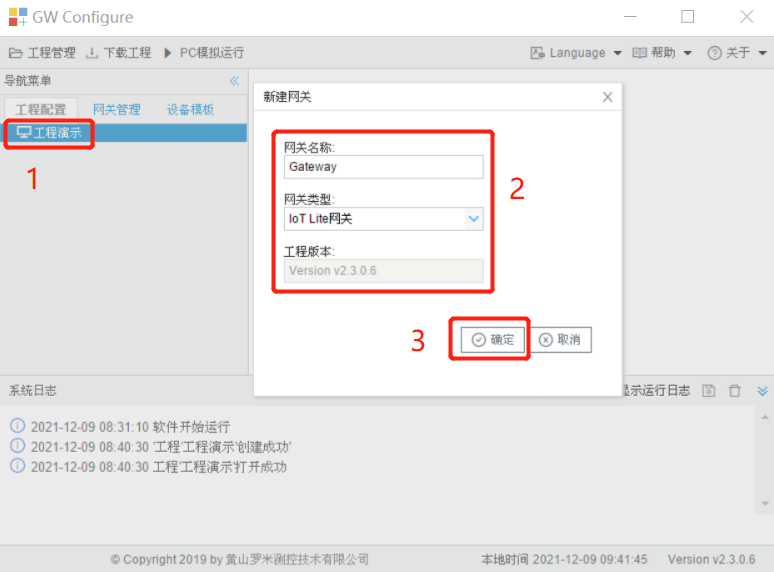 GW Configure
工程管理 下载工程 PC模拟运行 Language 帮助 关于
导航菜单
工程配置 网关管理 设备模板
工程演示
1
新建网关
网关名称:
Gateway
网关类型:
IoT Lite网关
工程版本:
Version v2.3.0.6
2
3
确定 取消
系统日志 显示运行日志
2021-12-09 08:31:10 软件开始运行
2021-12-09 08:40:30 '工程'工程演示'创建成功'
2021-12-09 08:40:30 工程'工程演示'打开成功
© Copyright 2019 by 黄山罗米测控技术有限公司 本地时间 2021-12-09 09:41:45 Version v2.3.0.6